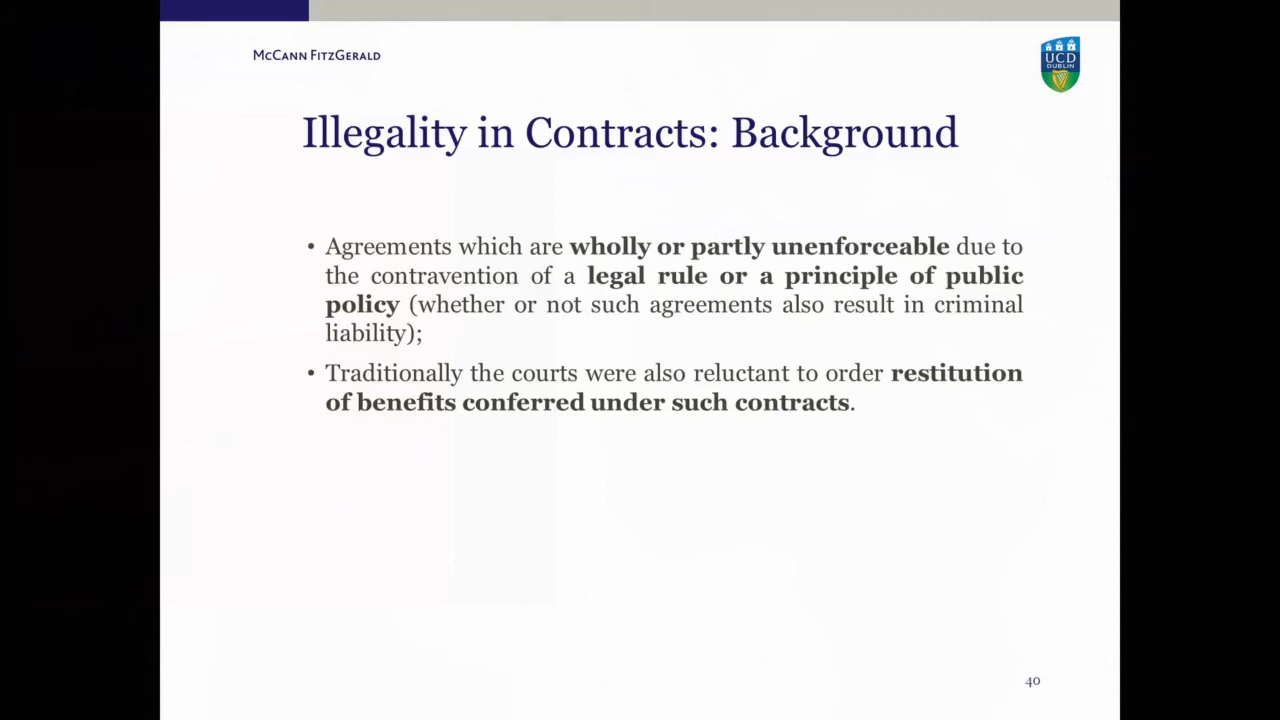 McCann FitzGerald
UCD
DUBLIN
Illegality in Contracts: Background
• Agreements which are wholly or partly unenforceable due to
the contravention of a legal rule or a principle of public
policy (whether or not such agreements also result in criminal
liability);
• Traditionally the courts were also reluctant to order restitution
of benefits conferred under such contracts.
40